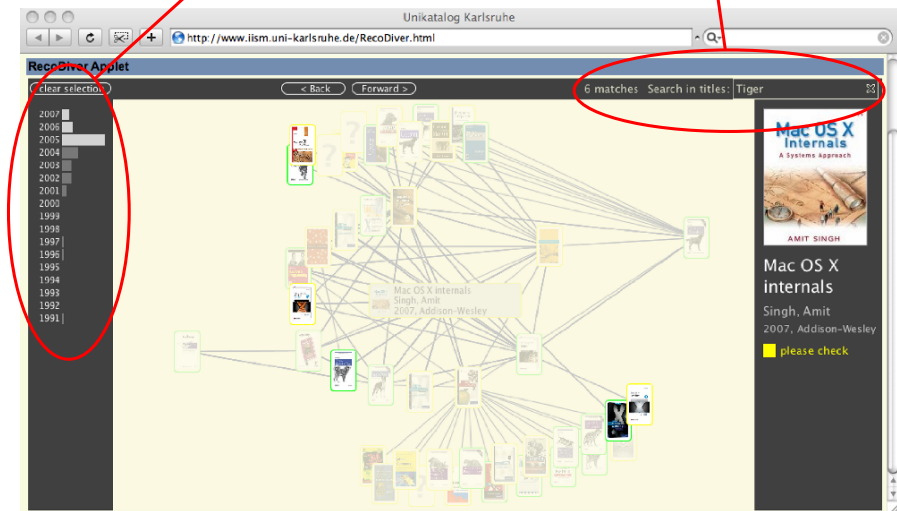 Unikatalog Karlsruhe
http://www.iism.uni-karlsruhe.de/RecoDiver.html
Q
RecoDiver Applet
clear selection
< Back
Forward >
6 matches Search in titles: Tiger
2007
2006
2005
2004
2003
2002
2001
2000
1999
1998
1997
1996
1995
1994
1993
1992
1991
Mac OS X internals
Singh, Amit
2007, Addison-Wesley
Mac OS X
Internals
A Systems Approach
AMIT SINGH
Mac OS X
internals
Singh, Amit
2007, Addison-Wesley
please check